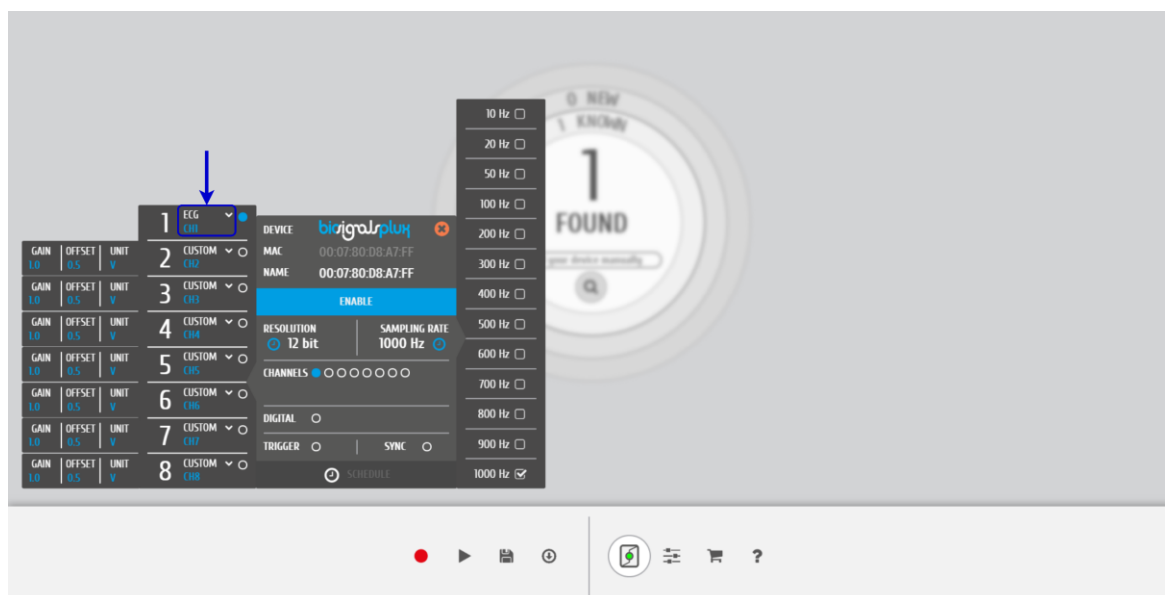 0 NEW
1 KNOWN
1
FOUND
your device manually
10 Hz
20 Hz
50 Hz
100 Hz
200 Hz
300 Hz
400 Hz
500 Hz
600 Hz
700 Hz
800 Hz
900 Hz
1000 Hz
1 ECG
CH1
GAIN OFFSET UNIT 2 CUSTOM
1.0 0.5 V CH2
GAIN OFFSET UNIT 3 CUSTOM
1.0 0.5 V CH3
GAIN OFFSET UNIT 4 CUSTOM
1.0 0.5 V CH4
GAIN OFFSET UNIT 5 CUSTOM
1.0 0.5 V CH5
GAIN OFFSET UNIT 6 CUSTOM
1.0 0.5 V CH6
GAIN OFFSET UNIT 7 CUSTOM
1.0 0.5 V CH7
GAIN OFFSET UNIT 8 CUSTOM
1.0 0.5 V CH8
DEVICE biosignalsplux
MAC 00:07:80:D8:A7:FF
NAME 00:07:80:D8:A7:FF
ENABLE
RESOLUTION SAMPLING RATE
12 bit 1000 Hz
CHANNELS
DIGITAL
TRIGGER SYNC
SCHEDULE
?